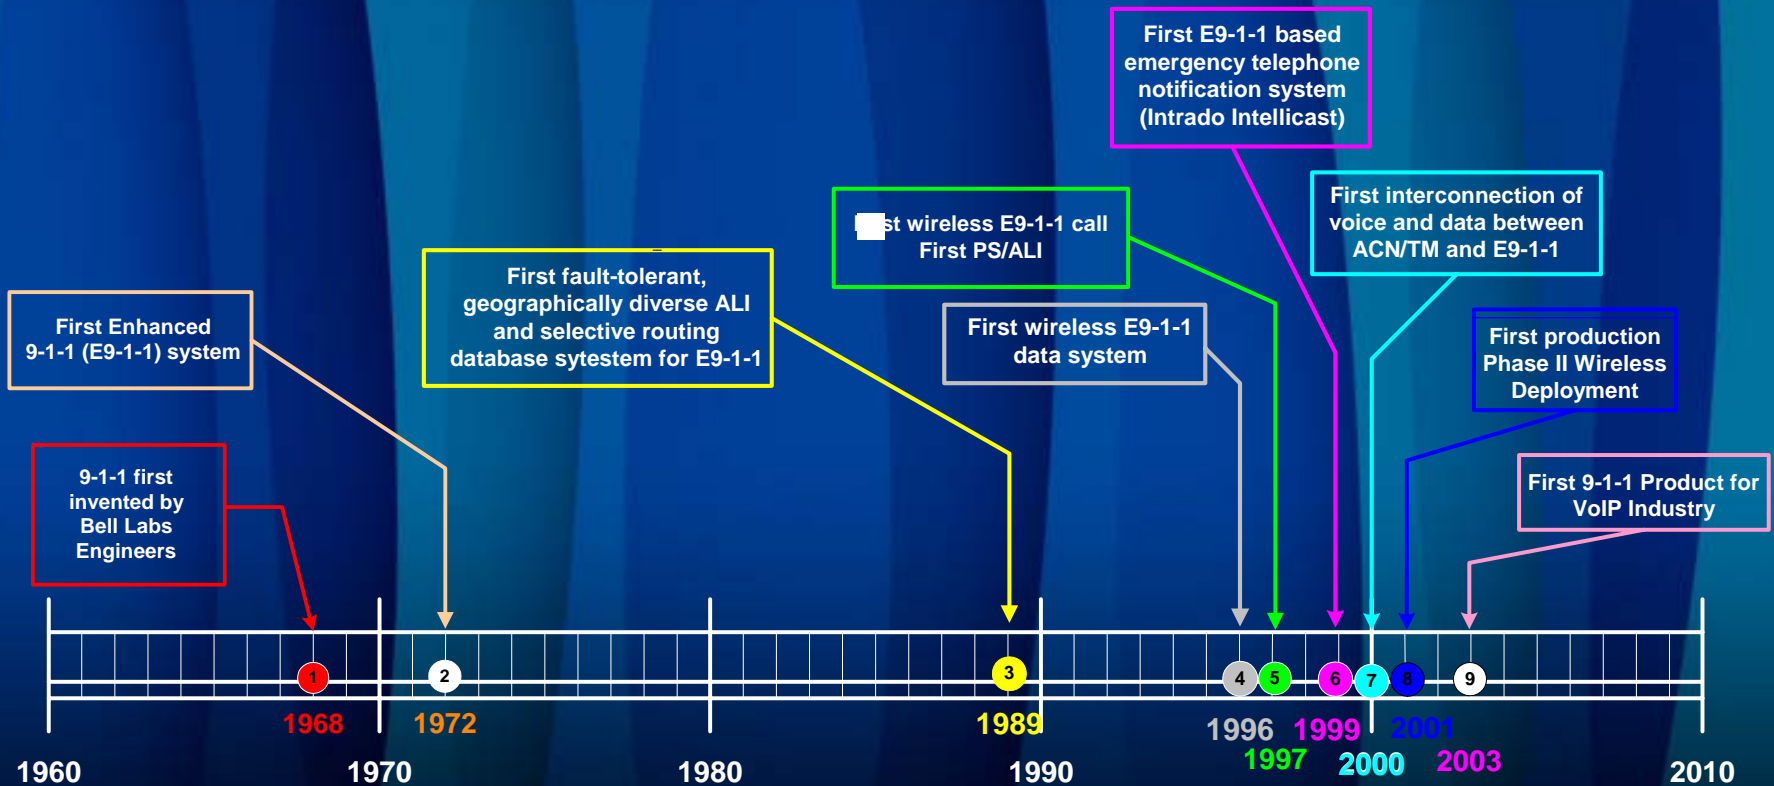 First E9-1-1 based
emergency telephone
notification system
(Intrado Intellicast)
First interconnection of
voice and data between
ACN/TM and E9-1-1
st wireless E9-1-1 call
First PS/ALI
First fault-tolerant,
geographically diverse ALI
and selective routing
database sytestem for E9-1-1
First Enhanced
9-1-1 (E9-1-1) system
First wireless E9-1-1
data system
First production
Phase II Wireless
Deployment
9-1-1 first
invented by
Bell Labs
Engineers
First 9-1-1 Product for
VoIP Industry
1 2 3 4 5 6 7 8 9
1968 1972 1989 1996 1999 2001
1997 2000 2003
1960 1970 1980 1990 2010